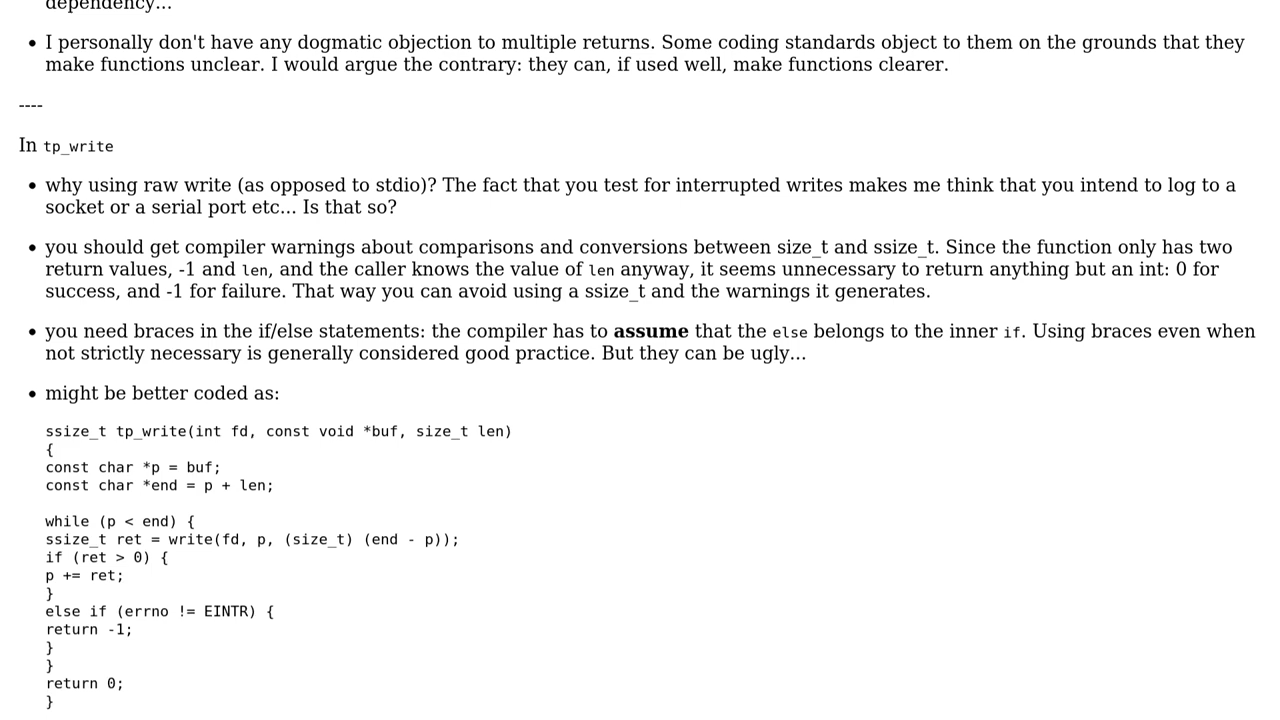 dependency...
• I personally don't have any dogmatic objection to multiple returns. Some coding standards object to them on the grounds that they
make functions unclear. I would argue the contrary: they can, if used well, make functions clearer.
----
In tp_write
• why using raw write (as opposed to stdio)? The fact that you test for interrupted writes makes me think that you intend to log to a
socket or a serial port etc... Is that so?
• you should get compiler warnings about comparisons and conversions between size_t and ssize_t. Since the function only has two
return values, -1 and len, and the caller knows the value of len anyway, it seems unnecessary to return anything but an int: 0 for
success, and -1 for failure. That way you can avoid using a ssize_t and the warnings it generates.
• you need braces in the if/else statements: the compiler has to assume that the else belongs to the inner if. Using braces even when
not strictly necessary is generally considered good practice. But they can be ugly...
• might be better coded as:
ssize_t tp_write(int fd, const void *buf, size_t len)
{
const char *p = buf;
const char *end = p + len;
while (p < end) {
ssize_t ret = write(fd, p, (size_t) (end - p));
if (ret > 0) {
p += ret;
}
else if (errno != EINTR) {
return -1;
}
}
return 0;
}